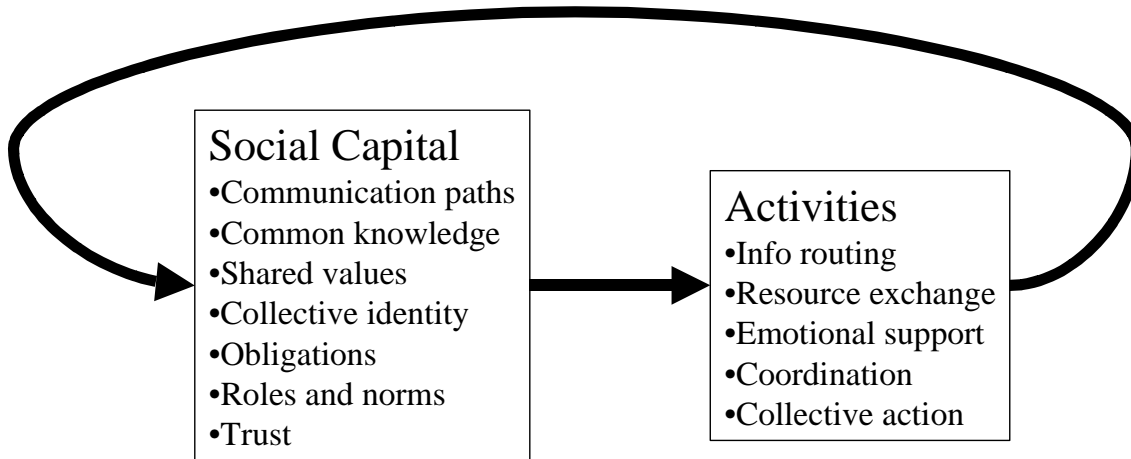 Social Capital
•Communication paths
•Common knowledge
•Shared values
•Collective identity
•Obligations
•Roles and norms
•Trust
Activities
•Info routing
•Resource exchange
•Emotional support
•Coordination
•Collective action